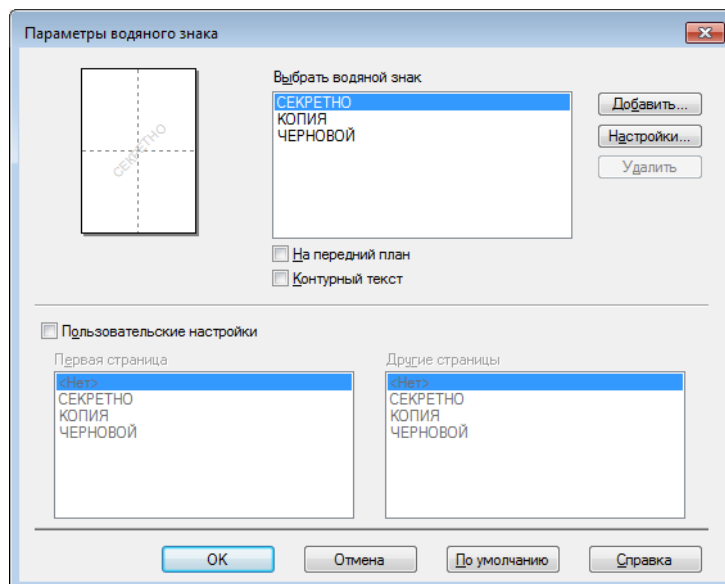 Параметры водяного знака
Выбрать водяной знак
СЕКРЕТНО
КОПИЯ
ЧЕРНОВОЙ
Добавить...
Настройки...
Удалить
СЕКРЕТНО
На передний план
Контурный текст
Пользовательские настройки
Первая страница
<Нет>
СЕКРЕТНО
КОПИЯ
ЧЕРНОВОЙ
Другие страницы
<Нет>
СЕКРЕТНО
КОПИЯ
ЧЕРНОВОЙ
OK
Отмена
По умолчанию
Справка